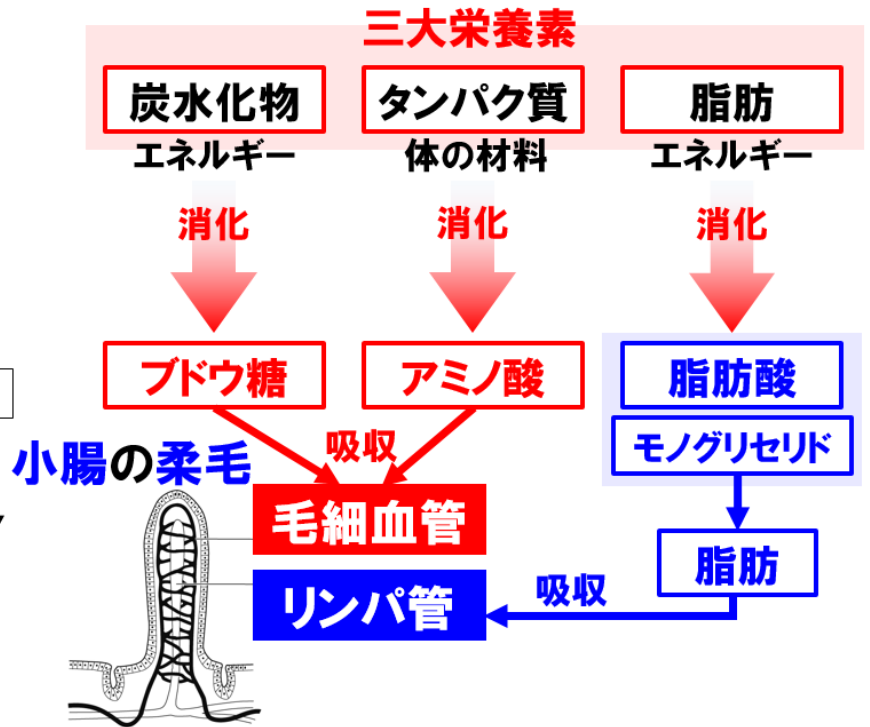 三大栄養素
炭水化物
タンパク質
脂肪
エネルギー
体の材料
エネルギー
消化
消化
消化
ブドウ糖
アミノ酸
脂肪酸
モノグリセリド
吸収
小腸の柔毛
毛細血管
脂肪
リンパ管
吸収